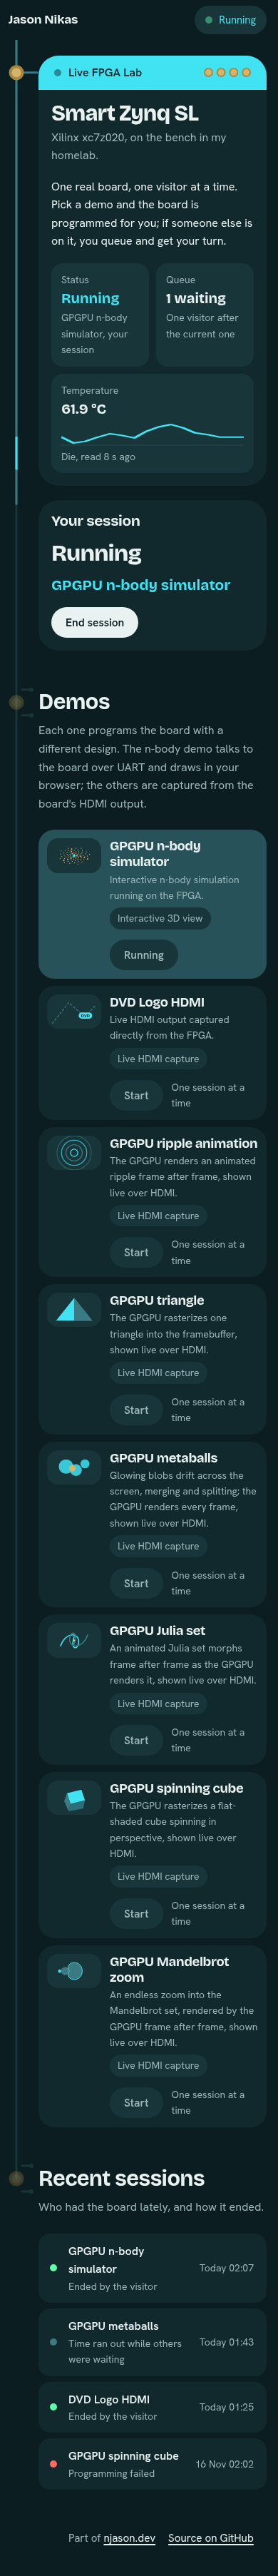 Jason Nikas
Running
Live FPGA Lab
Smart Zynq SL
Xilinx xc7z020, on the bench in my
homelab.
One real board, one visitor at a time.
Pick a demo and the board is
programmed for you; if someone else is
on it, you queue and get your turn.
Status
Running
GPGPU n-body
simulator, your
session
Queue
1 waiting
One visitor after
the current one
Temperature
61.9 °C
Die, read 8 s ago
Your session
Running
GPGPU n-body simulator
End session
Demos
Each one programs the board with a
different design. The n-body demo talks to
the board over UART and draws in your
browser; the others are captured from the
board's HDMI output.
GPGPU n-body
simulator
Interactive n-body simulation
running on the FPGA.
Interactive 3D view
Running
DVD
DVD Logo HDMI
Live HDMI output captured
directly from the FPGA.
Live HDMI capture
Start
One session at a
time
GPGPU ripple animation
The GPGPU renders an animated
ripple frame after frame, shown
live over HDMI.
Live HDMI capture
Start
One session at a
time
GPGPU triangle
The GPGPU rasterizes one
triangle into the framebuffer,
shown live over HDMI.
Live HDMI capture
Start
One session at a
time
GPGPU metaballs
Glowing blobs drift across the
screen, merging and splitting; the
GPGPU renders every frame,
shown live over HDMI.
Live HDMI capture
Start
One session at a
time
GPGPU Julia set
An animated Julia set morphs
frame after frame as the GPGPU
renders it, shown live over HDMI.
Live HDMI capture
Start
One session at a
time
GPGPU spinning cube
The GPGPU rasterizes a flat-
shaded cube spinning in
perspective, shown live over
HDMI.
Live HDMI capture
Start
One session at a
time
GPGPU Mandelbrot
zoom
An endless zoom into the
Mandelbrot set, rendered by the
GPGPU frame after frame, shown
live over HDMI.
Live HDMI capture
Start
One session at a
time
Recent sessions
Who had the board lately, and how it ended.
GPGPU n-body
simulator
Ended by the visitor
Today 02:07
GPGPU metaballs
Time ran out while others
were waiting
Today 01:43
DVD Logo HDMI
Ended by the visitor
Today 01:25
GPGPU spinning cube
Programming failed
16 Nov 02:02
Part of njason.dev
Source on GitHub